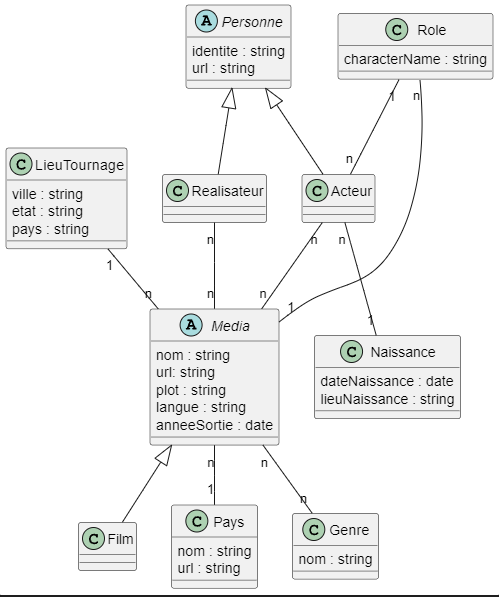 A Personne
identite : string
url : string
C Role
characterName : string
1
n
n
C LieuTournage
ville : string
etat : string
pays : string
C Realisateur
C Acteur
n
n
n
1
n
n
n
1
1
A Media
nom : string
url: string
plot : string
langue : string
anneeSortie : date
C Naissance
dateNaissance : date
lieuNaissance : string
n
n
1
n
C Film
C Pays
nom : string
url : string
C Genre
nom : string